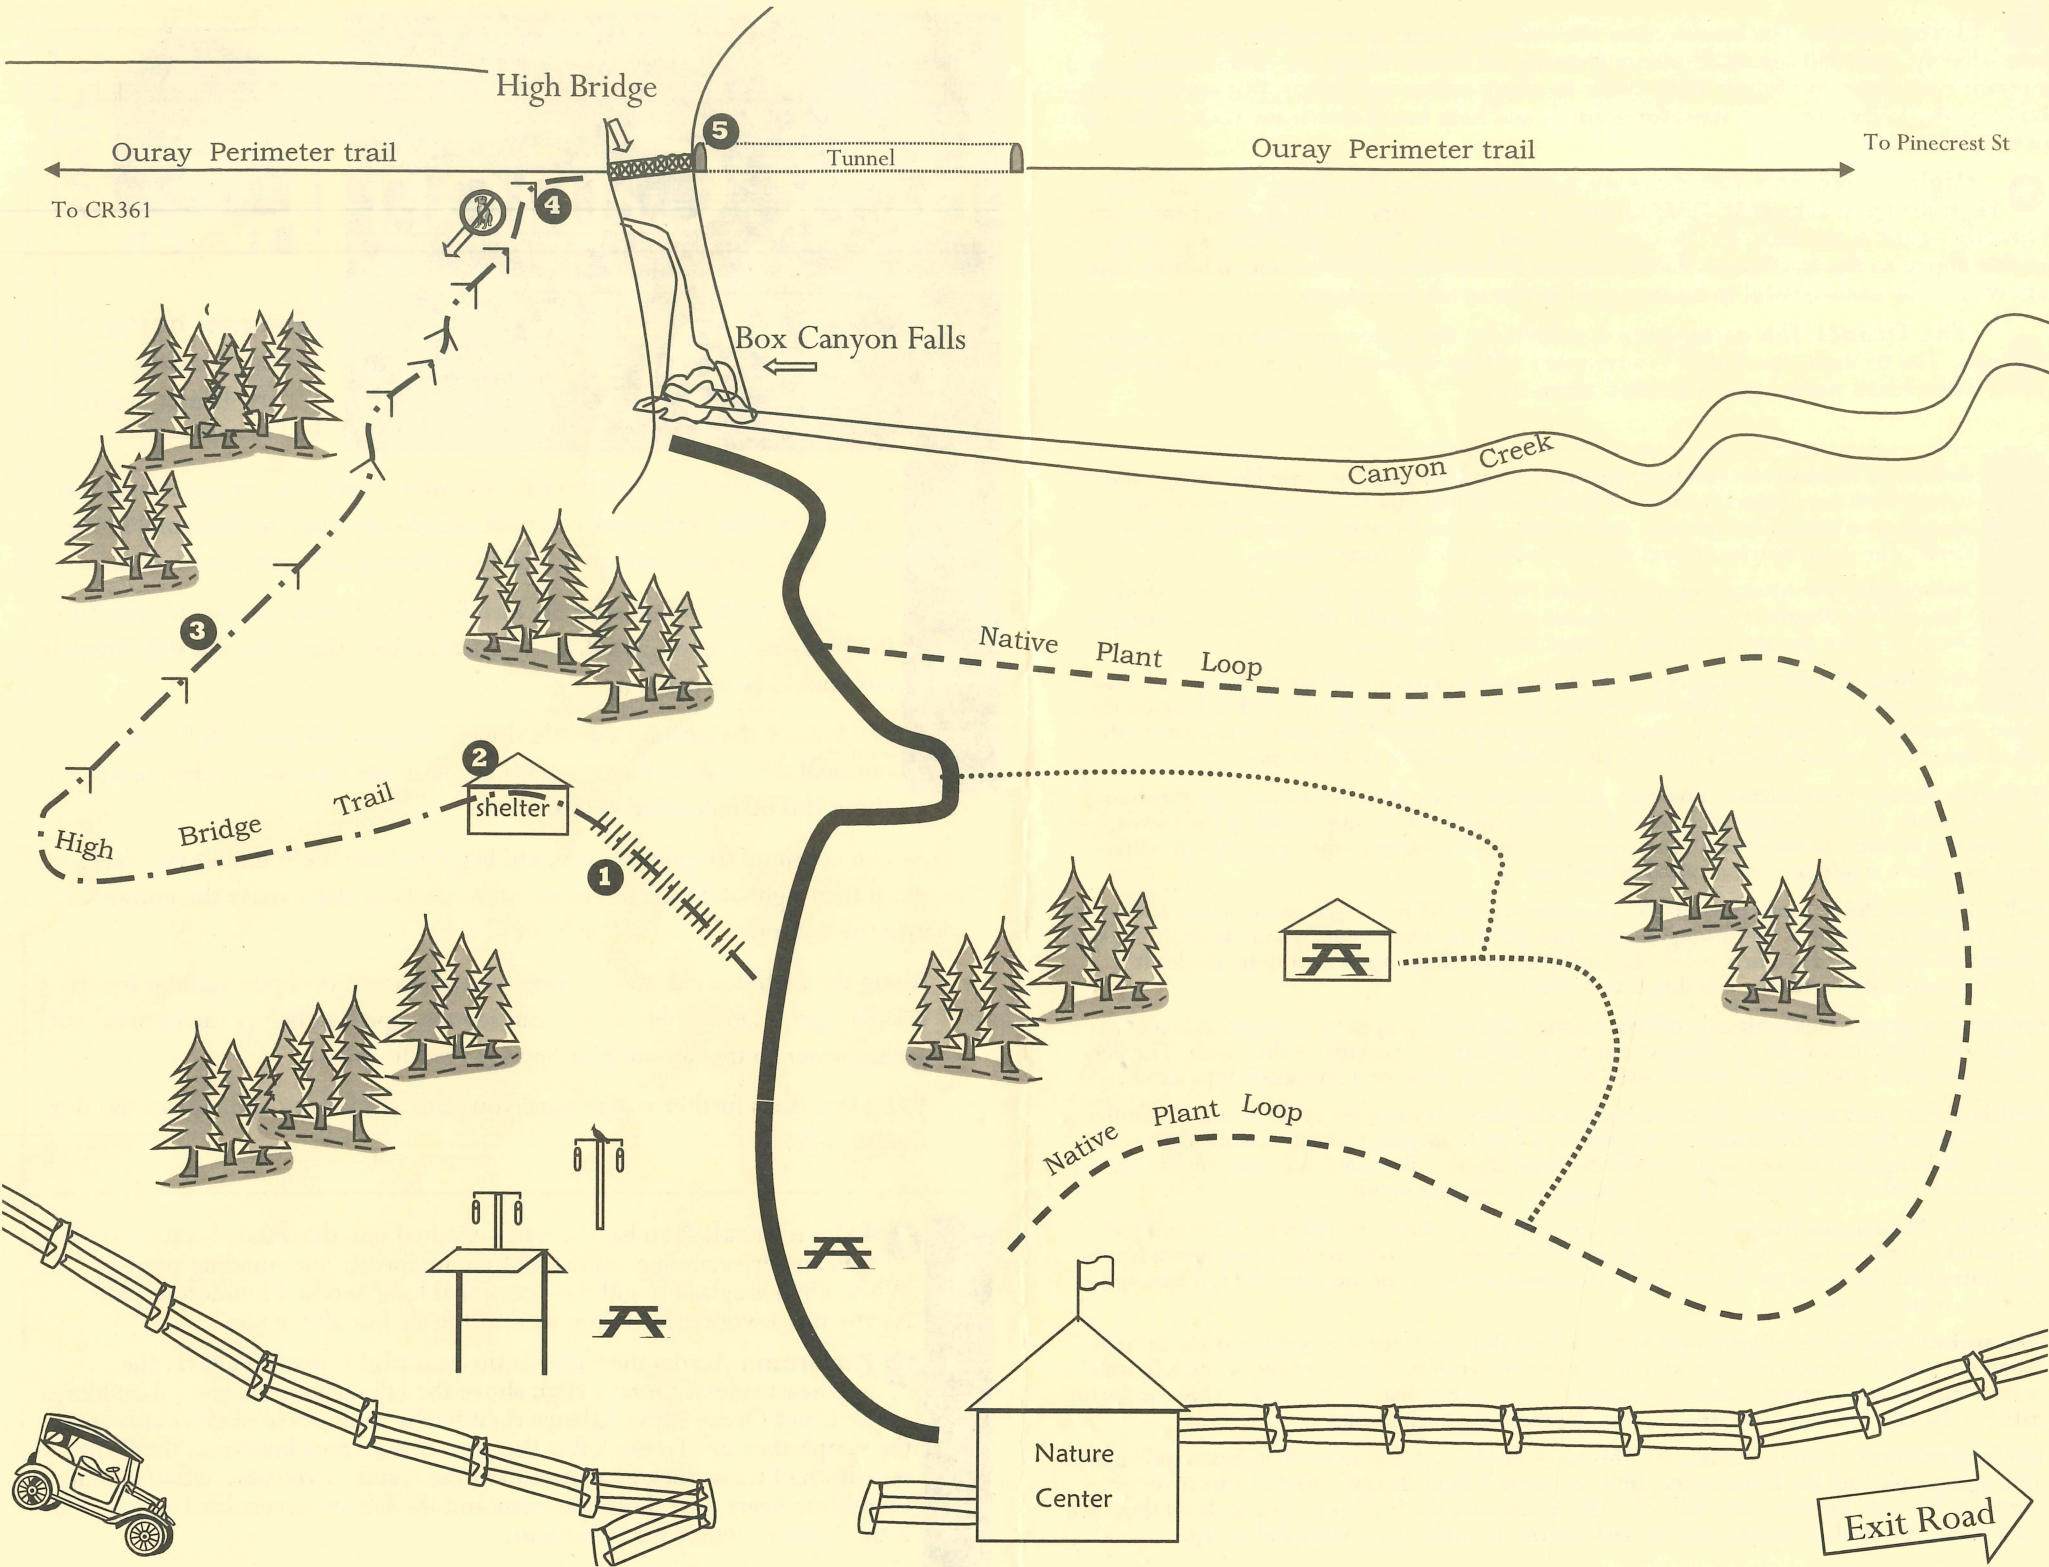 High Bridge
5
Ouray Perimeter trail
Tunnel
Ouray Perimeter trail
To Pinecrest St
To CR361
4
Box Canyon Falls
Canyon Creek
3
Native Plant Loop
2
shelter
High Bridge Trail
1
Native Plant Loop
Nature
Center
Exit Road